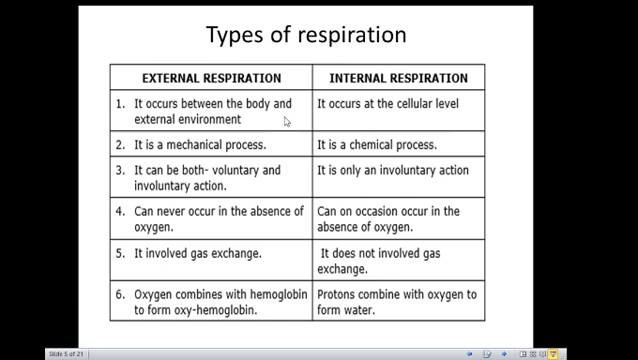 Types of respiration
EXTERNAL RESPIRATION
INTERNAL RESPIRATION
1. It occurs between the body and
external environment
It occurs at the cellular level
2. It is a mechanical process.
It is a chemical process.
3. It can be both- voluntary and
involuntary action.
It is only an involuntary action
4. Can never occur in the absence of
oxygen.
Can on occasion occur in the
absence of oxygen.
5. It involved gas exchange.
It does not involved gas
exchange.
6. Oxygen combines with hemoglobin
to form oxy-hemoglobin.
Protons combine with oxygen to
form water.
Slide 5 of 21